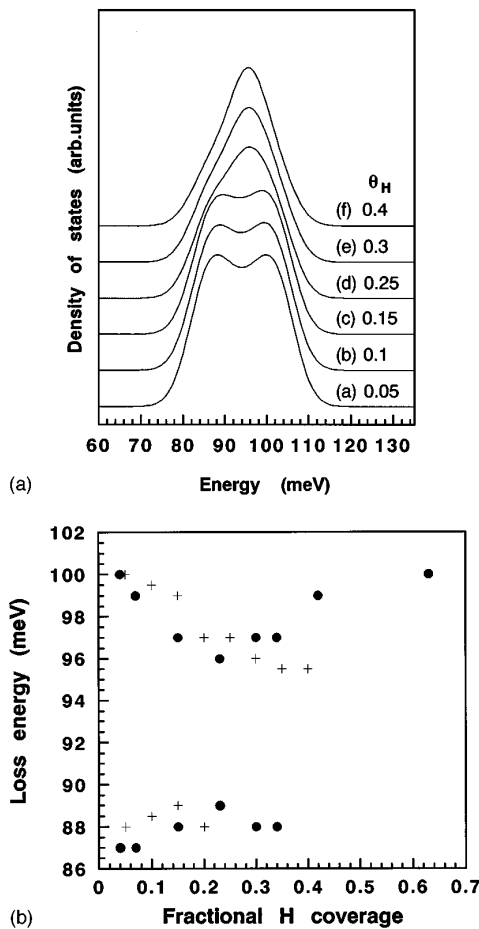 Density of states (arb.units)
θH
(f) 0.4
(e) 0.3
(d) 0.25
(c) 0.15
(b) 0.1
(a) 0.05
60 70 80 90 100 110 120 130
(a)
Energy (meV)
Loss energy (meV)
102
100
98
96
94
92
90
88
86
0 0.1 0.2 0.3 0.4 0.5 0.6 0.7
(b)
Fractional H coverage